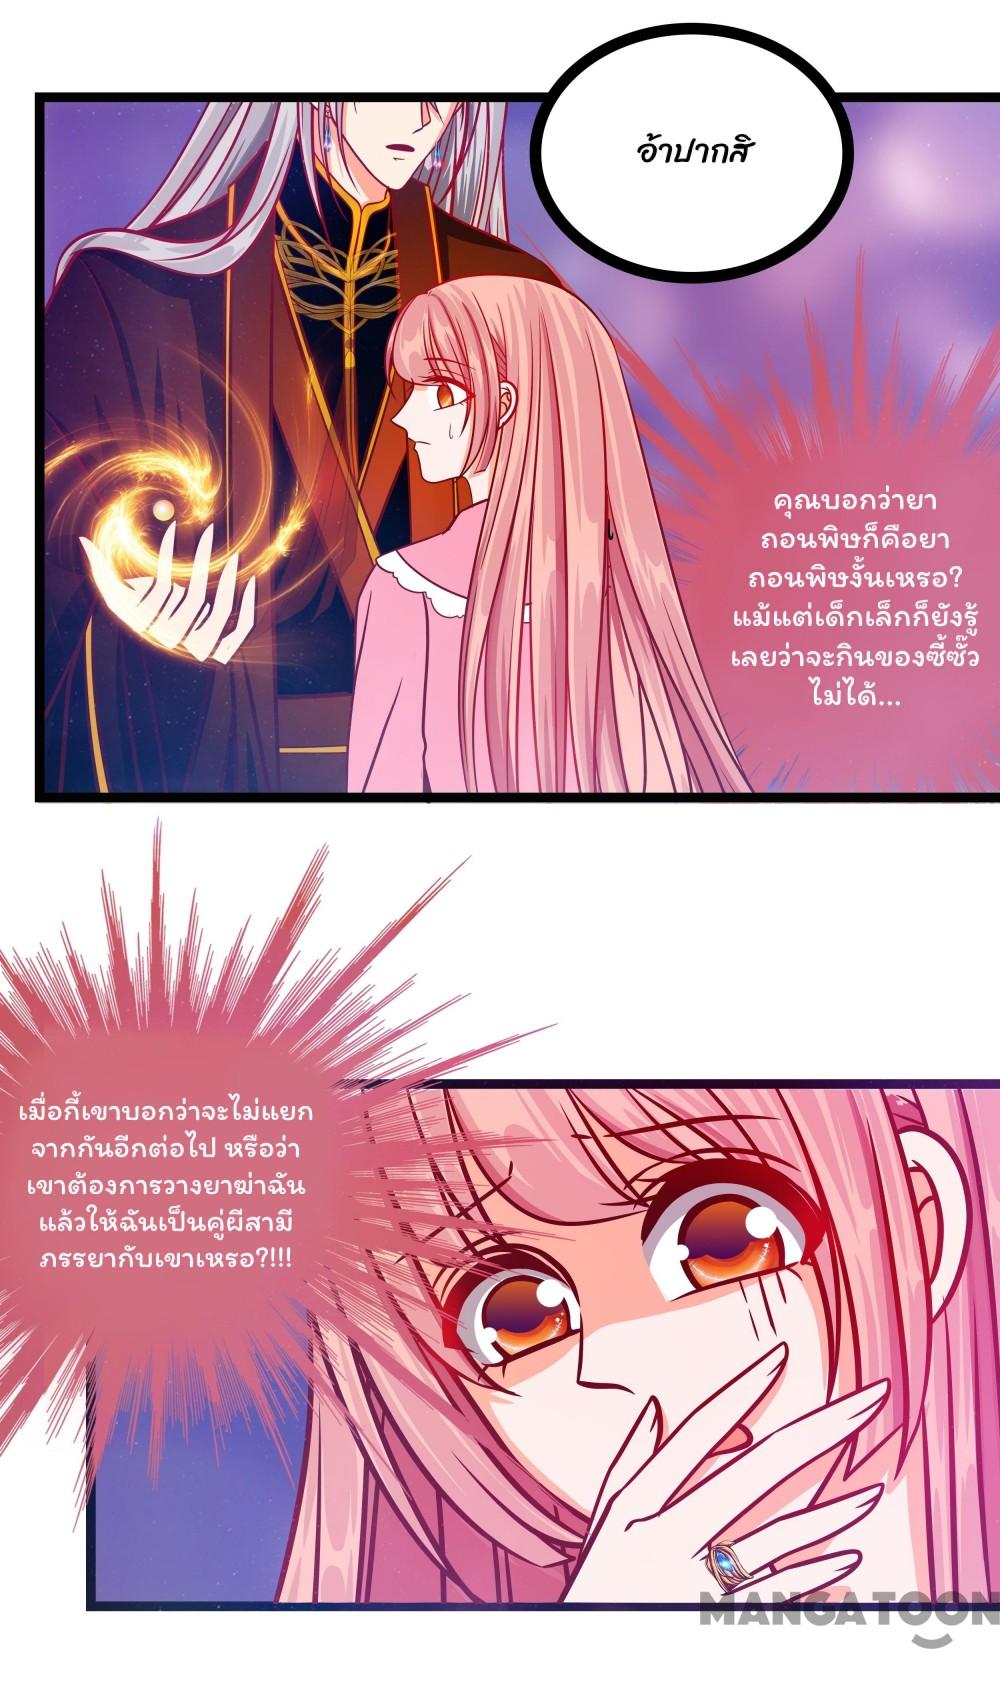 อ้าปากสิ
คุณบอกว่ายา
ถอนพิษก็คือยา
ถอนพิษงั้นเหรอ?
แม้แต่เด็กเล็กก็ยังรู้
เลยว่าจะกินของซี้ซั๊ว
ไม่ได้...
เมื่อกี้เขาบอกว่าจะไม่แยก
จากกันอีกต่อไป หรือว่า
เขาต้องการวางยาฆ่าฉัน
แล้วให้ฉันเป็นคู่ผีสามี
ภรรยากับเขาเหรอ?!!!
MANGATOON